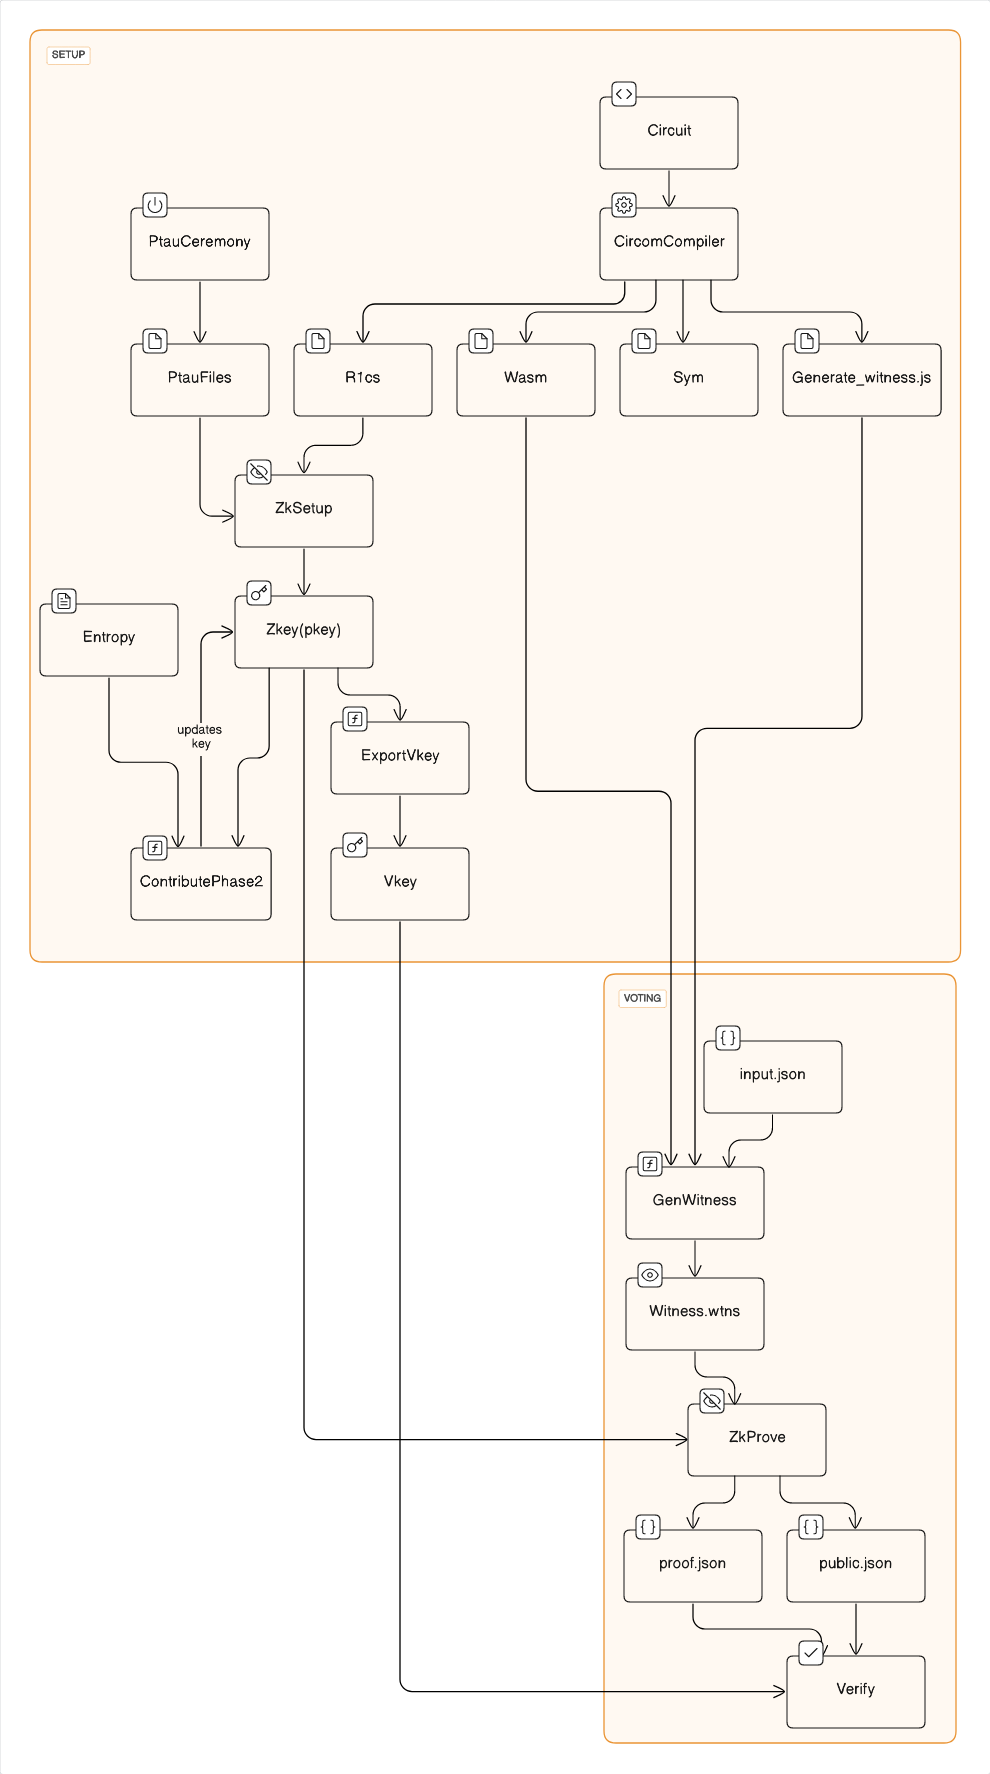 SETUP
Circuit
PtauCeremony
CircomCompiler
PtauFiles
R1cs
Wasm
Sym
Generate_witness.js
ZkSetup
Entropy
Zkey(pkey)
updates
key
ExportVkey
ContributePhase2
Vkey
VOTING
{ }
input.json
GenWitness
Witness.wtns
ZkProve
{ }
{ }
proof.json
public.json
Verify